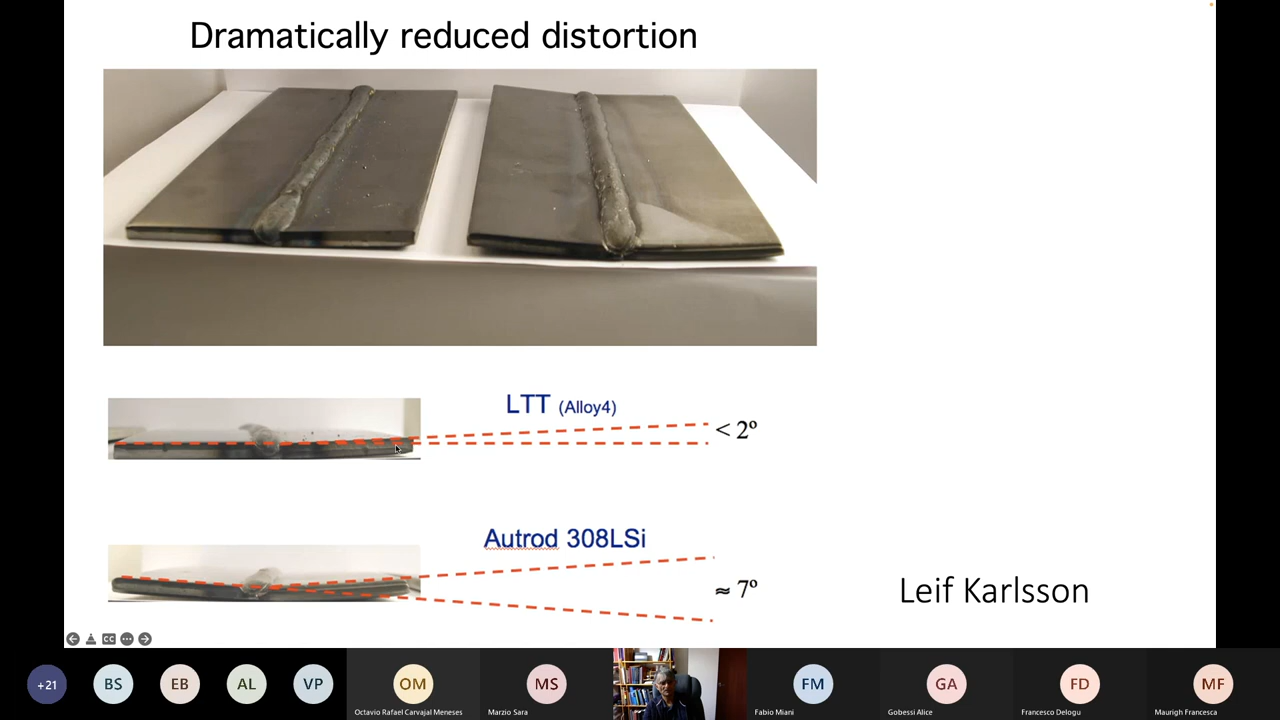 Dramatically reduced distortion
LTT (Alloy4)
< 2º
Autrod 308LSi
≈ 7º
Leif Karlsson
CC
+21
BS
EB
AL
VP
OM
MS
FM
GA
FD
MF
Octavio Rafael Carvajal Meneses
Marzio Sara
Fabio Miani
Gobessi Alice
Francesco Delogu
Maurigh Francesca